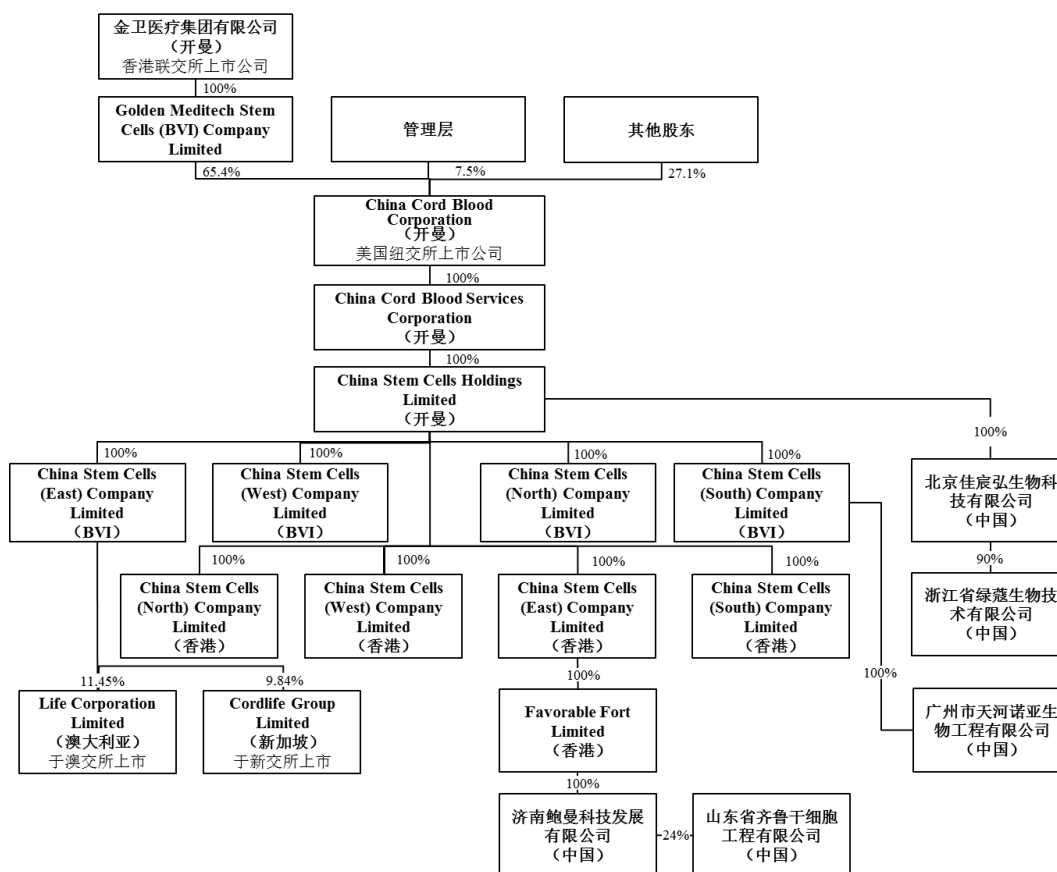 金卫医疗集团有限公司
（开曼）
香港联交所上市公司
100%
Golden Meditech Stem
Cells (BVI) Company
Limited
管理层
其他股东
65.4%
7.5%
27.1%
China Cord Blood
Corporation
（开曼）
美国纽交所上市公司
100%
China Cord Blood Services
Corporation
（开曼）
100%
China Stem Cells Holdings
Limited
（开曼）
100%
100%
100%
100%
100%
China Stem Cells
(East) Company
Limited
（BVI）
China Stem Cells
(West) Company
Limited
（BVI）
China Stem Cells
(North) Company
Limited
（BVI）
China Stem Cells
(South) Company
Limited
（BVI）
北京佳宸弘生物科
技有限公司
（中国）
100%
100%
100%
100%
90%
China Stem Cells
(North) Company
Limited
（香港）
China Stem Cells
(West) Company
Limited
（香港）
China Stem Cells
(East) Company
Limited
（香港）
China Stem Cells
(South) Company
Limited
（香港）
浙江省绿蔻生物技
术有限公司
（中国）
11.45%
9.84%
100%
100%
Life Corporation
Limited
（澳大利亚）
于澳交所上市
Cordlife Group
Limited
（新加坡）
于新交所上市
Favorable Fort
Limited
（香港）
广州市天河诺亚生
物工程有限公司
（中国）
100%
济南鲍曼科技发展
有限公司
（中国）
24%
山东省齐鲁干细胞
工程有限公司
（中国）